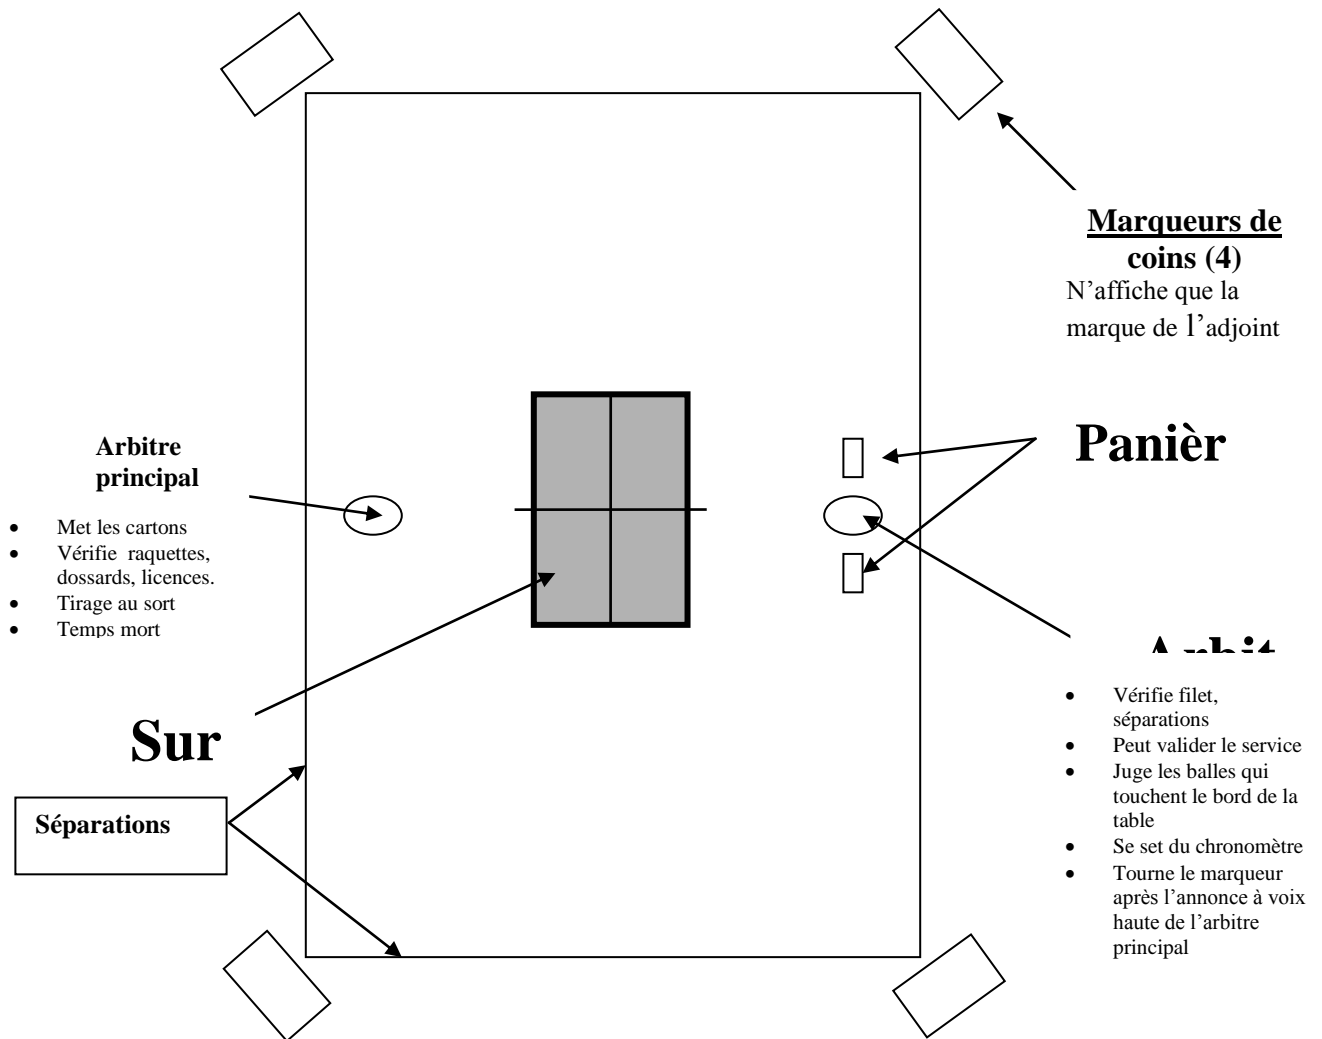 Marqueurs de
coins (4)
N’affiche que la
marque de l’adjoint
Panièr
Arbitre
principal
• Met les cartons
• Vérifie raquettes,
dossards, licences.
• Tirage au sort
• Temps mort
Sur
Séparations
Arbit
• Vérifie filet,
séparations
• Peut valider le service
• Juge les balles qui
touchent le bord de la
table
• Se set du chronomètre
• Tourne le marqueur
après l’annonce à voix
haute de l’arbitre
principal